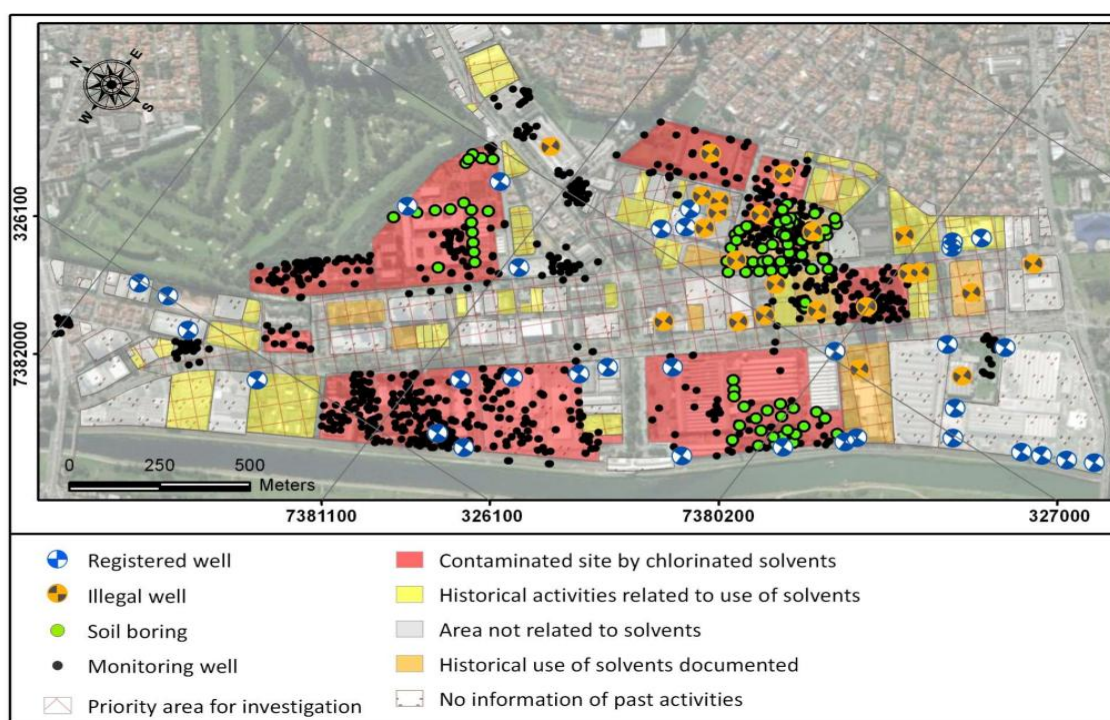 N
E
W
S
326100
7382000
0 250 500
Meters
7381100 326100 7380200 327000
Registered well
Illegal well
Soil boring
Monitoring well
Priority area for investigation
Contaminated site by chlorinated solvents
Historical activities related to use of solvents
Area not related to solvents
Historical use of solvents documented
No information of past activities